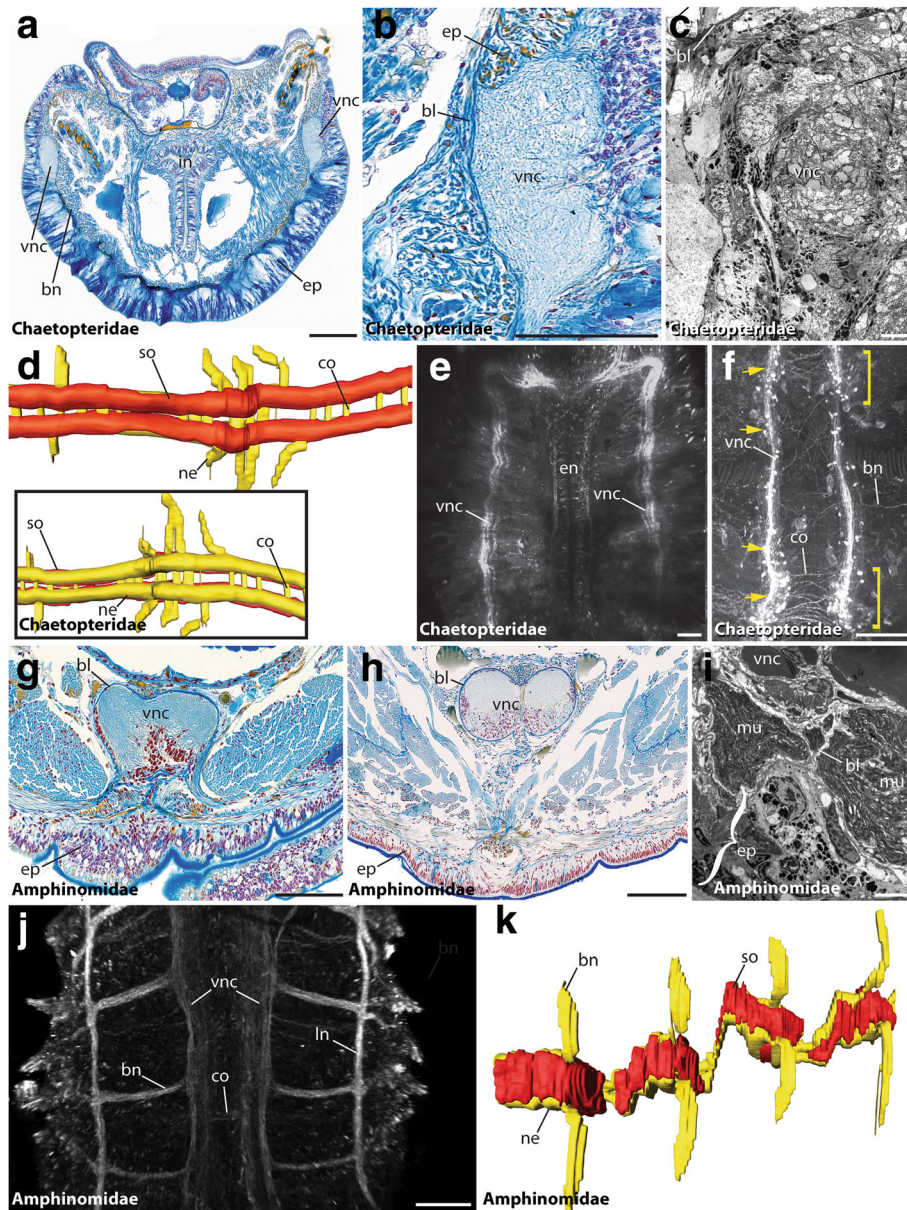 a
vnc
in
vnc
bn
ep
Chaetopteridae
b
ep
bl
vnc
Chaetopteridae
c
bl
vnc
Chaetopteridae
d
so
co
ne
so
co
ne
Chaetopteridae
e
en
vnc
vnc
Chaetopteridae
f
vnc
bn
co
Chaetopteridae
g
bl
vnc
ep
Amphinomidae
h
bl
vnc
ep
Amphinomidae
i
vnc
mu
bl
mu
ep
Amphinomidae
j
bn
vnc
ln
bn
co
Amphinomidae
k
bn
so
ne
Amphinomidae